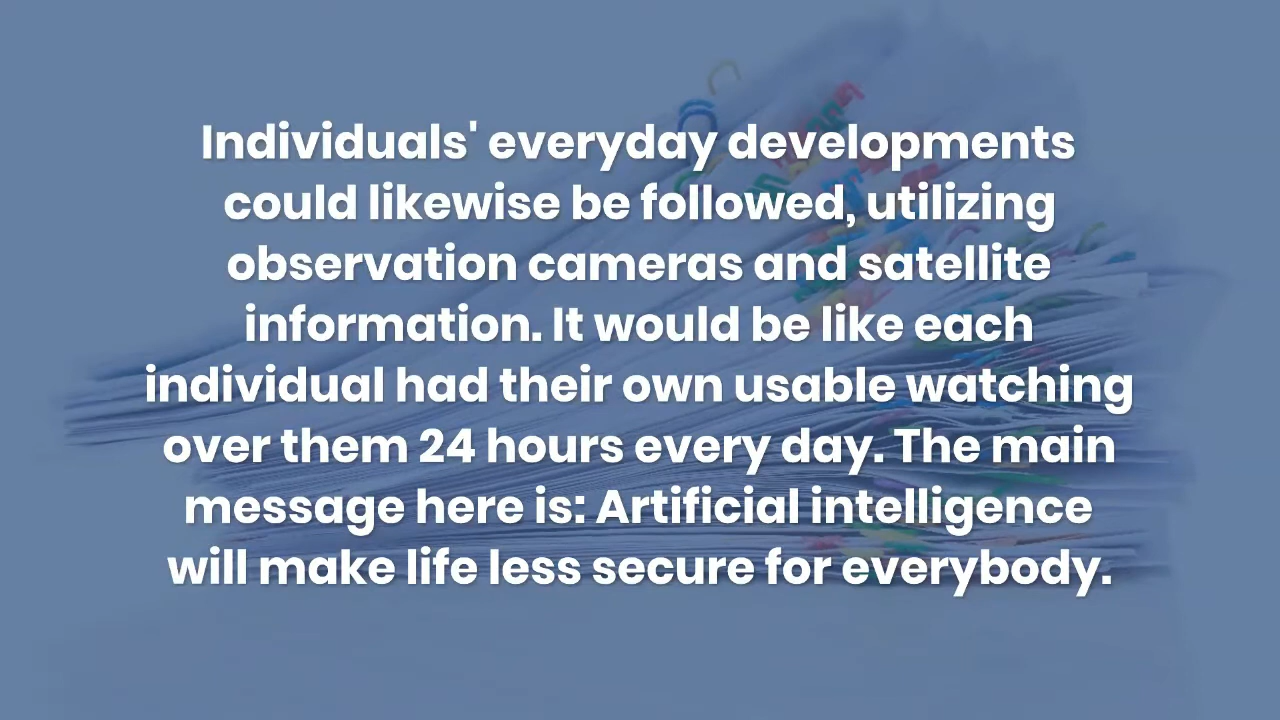 Individuals' everyday developments
could likewise be followed, utilizing
observation cameras and satellite
information. It would be like each
individual had their own usable watching
over them 24 hours every day. The main
message here is: Artificial intelligence
will make life less secure for everybody.